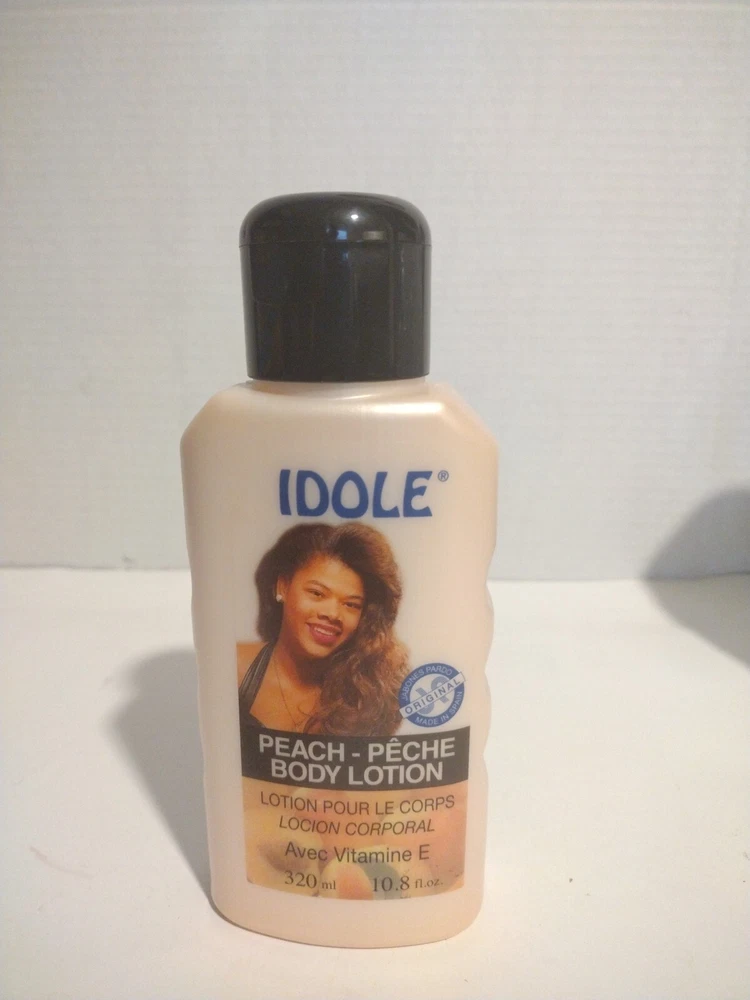 IDOLE®
JABONES PARDO
ORIGINAL
MADE IN SPAIN
PEACH - PÊCHE
BODY LOTION
LOTION POUR LE CORPS
LOCION CORPORAL
Avec Vitamine E
320 ml 10.8 fl.oz.